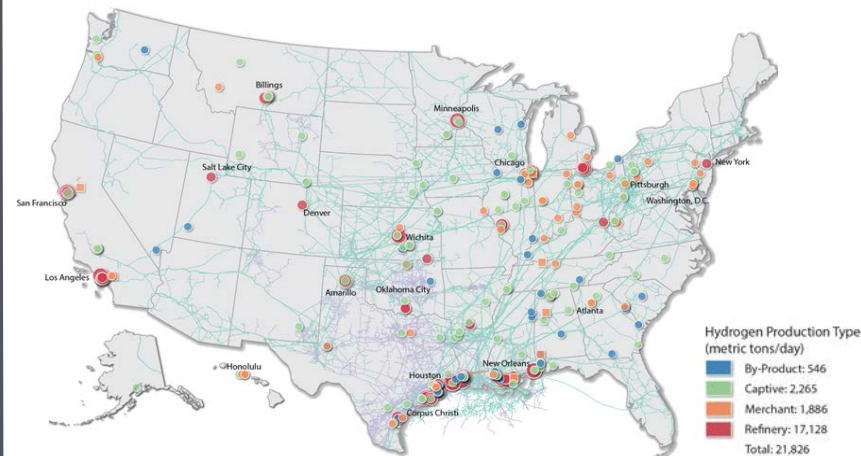 Billings
Minneapolis
Chicago
New York
Salt Lake City
Pittsburgh
San Francisco
Washington, D.C.
Denver
Wichita
Los Angeles
Oklahoma City
Amarillo
Atlanta
Honolulu
New Orleans
Houston
Corpus Christi
Hydrogen Production Type
(metric tons/day)
By-Product: 546
Captive: 2,265
Merchant: 1,886
Refinery: 17,128
Total: 21,826